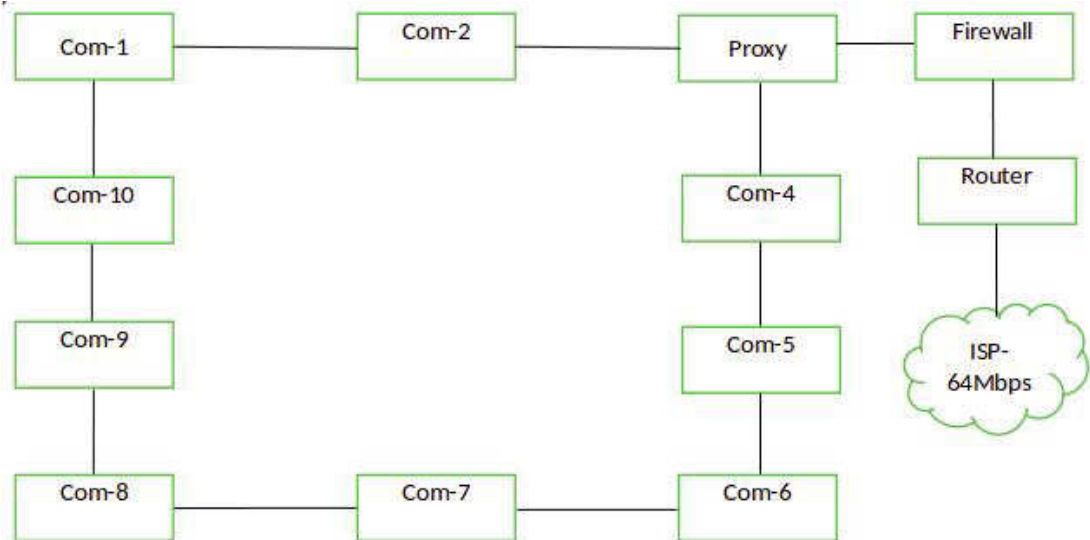 Com-1
Com-2
Proxy
Firewall
Com-10
Com-4
Router
Com-9
Com-5
ISP-
64Mbps
Com-8
Com-7
Com-6